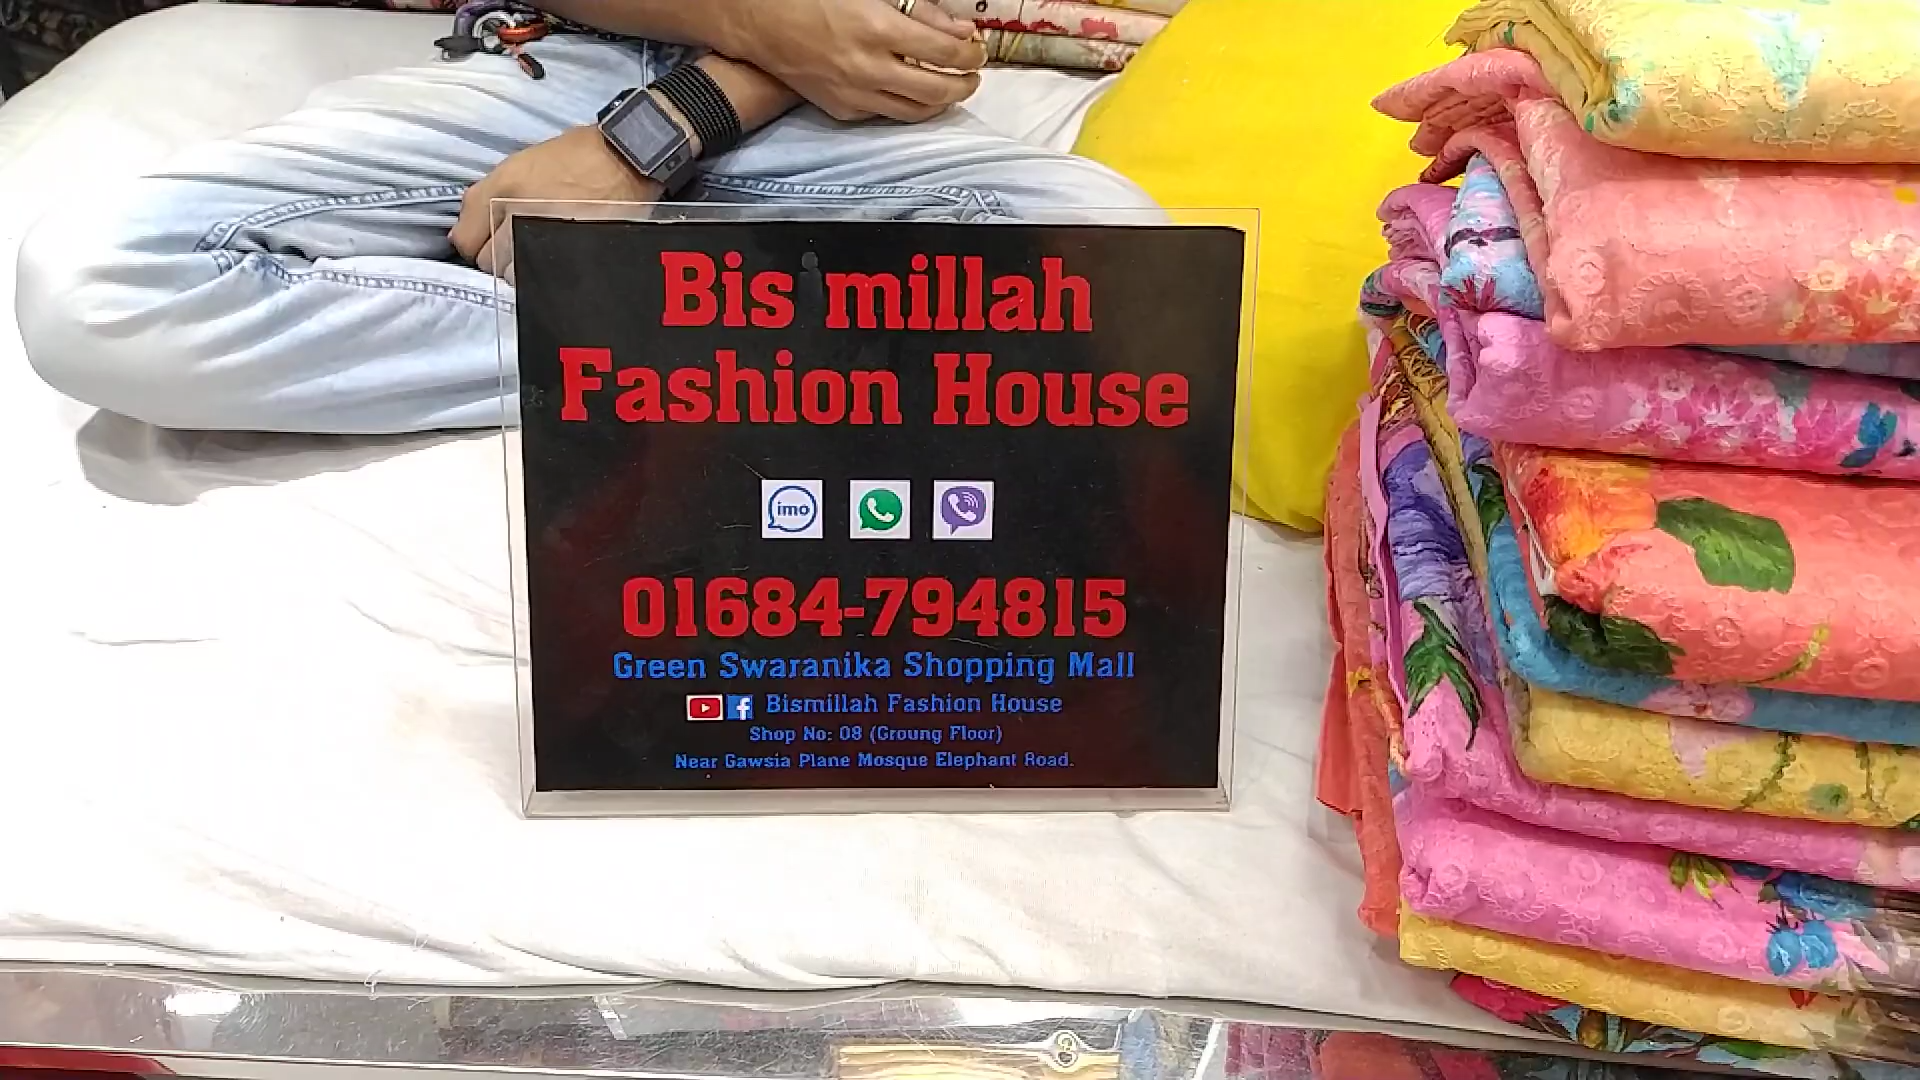 Bis millah
Fashion House
imo
01684-794815
Green Swaranika Shopping Mall
Bismillah Fashion House
Shop No: 08 (Groung Floor)
Near Gawsia Plane Mosque Elephant Road.